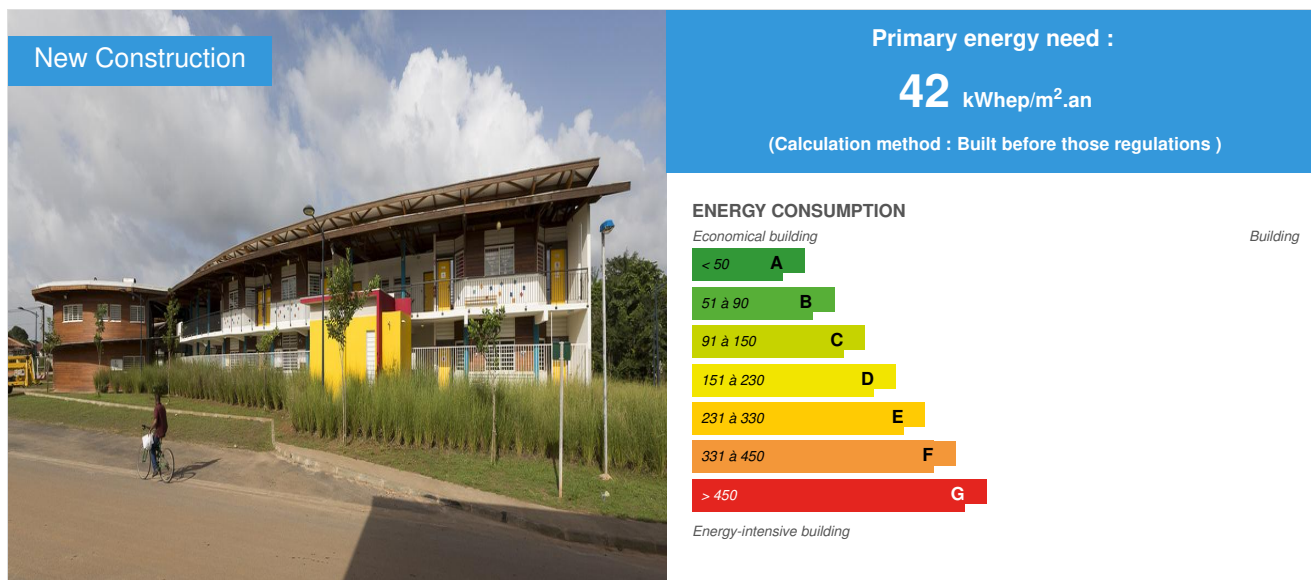 New Construction
Primary energy need :
42 kWhep/m².an
(Calculation method : Built before those regulations )
ENERGY CONSUMPTION
Economical building
Building
< 50 A
51 à 90 B
91 à 150 C
151 à 230 D
231 à 330 E
331 à 450 F
> 450 G
Energy-intensive building